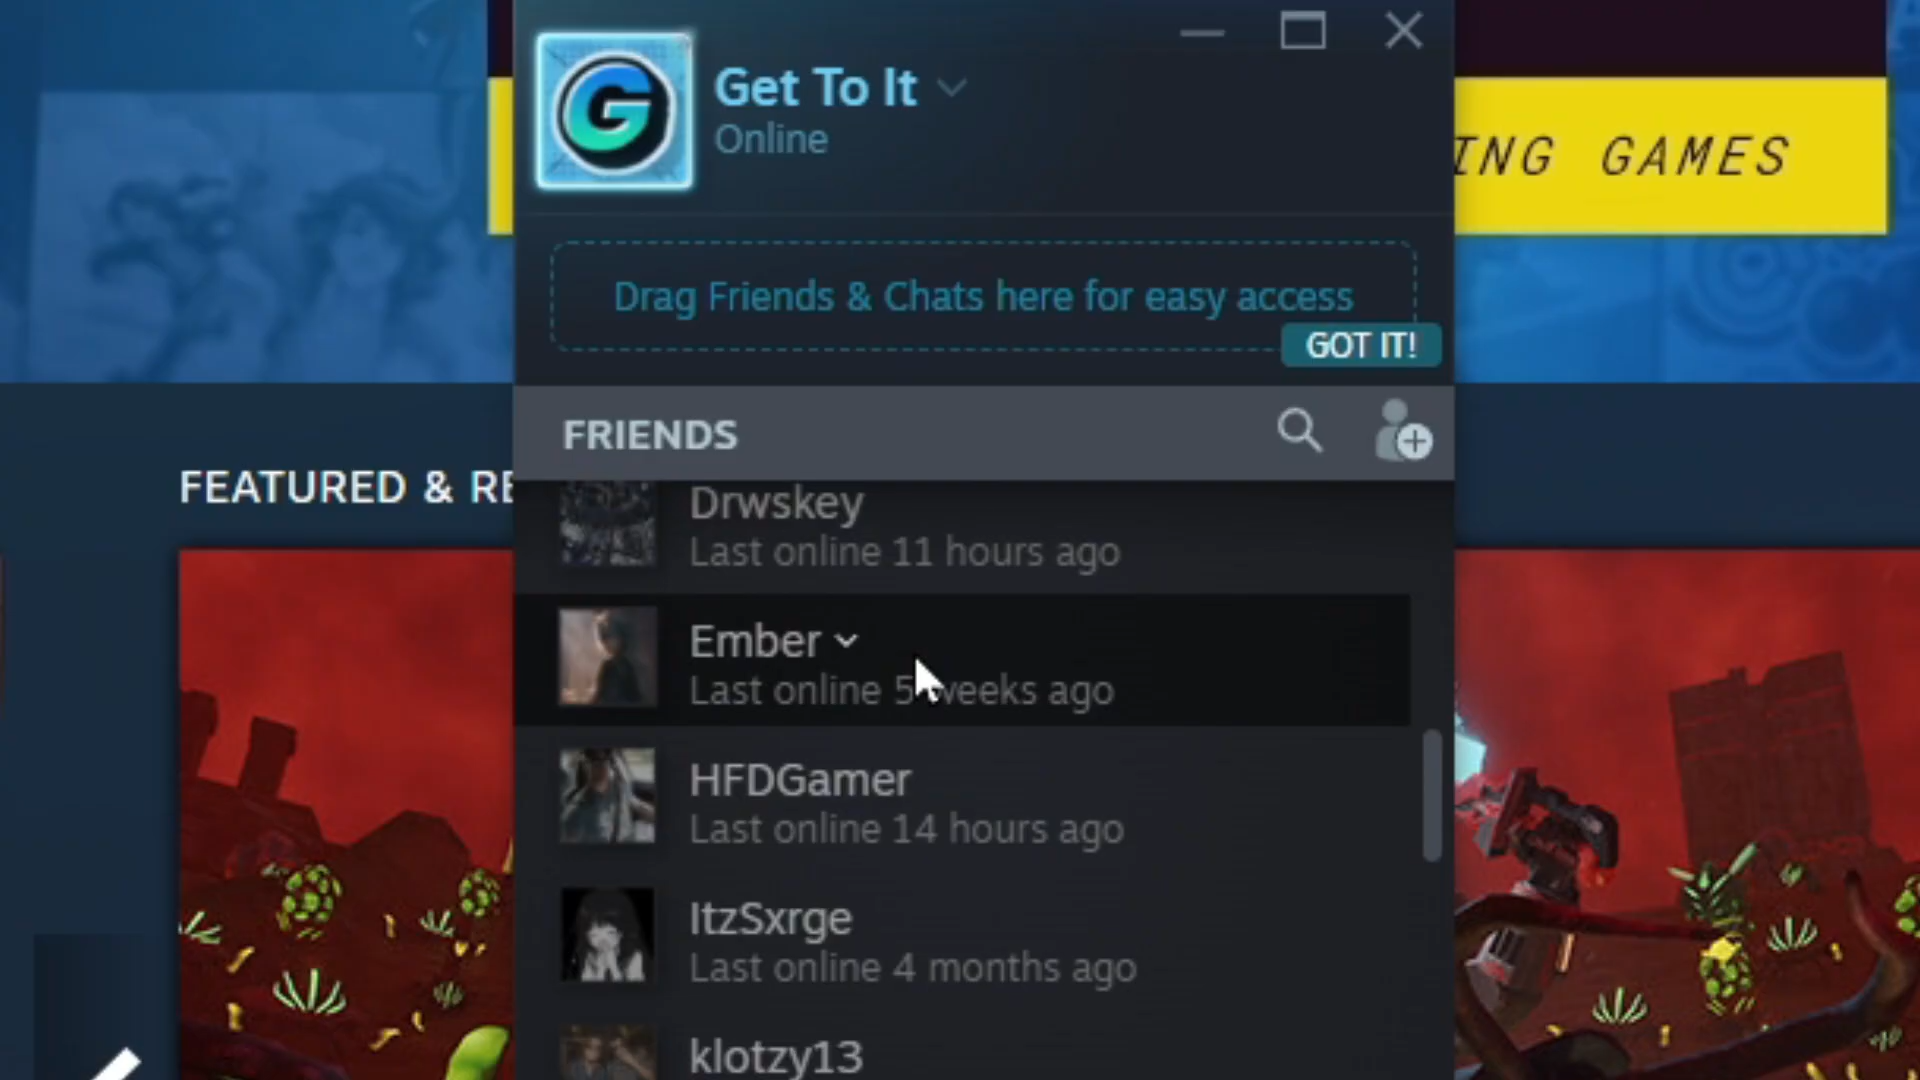 Get To It
Online
ING GAMES
Drag Friends & Chats here for easy access
GOT IT!
FRIENDS
FEATURED & RE
Drwskey
Last online 11 hours ago
Ember
Last online 5 weeks ago
HFDGamer
Last online 14 hours ago
ItzSxrge
Last online 4 months ago
klotzy13